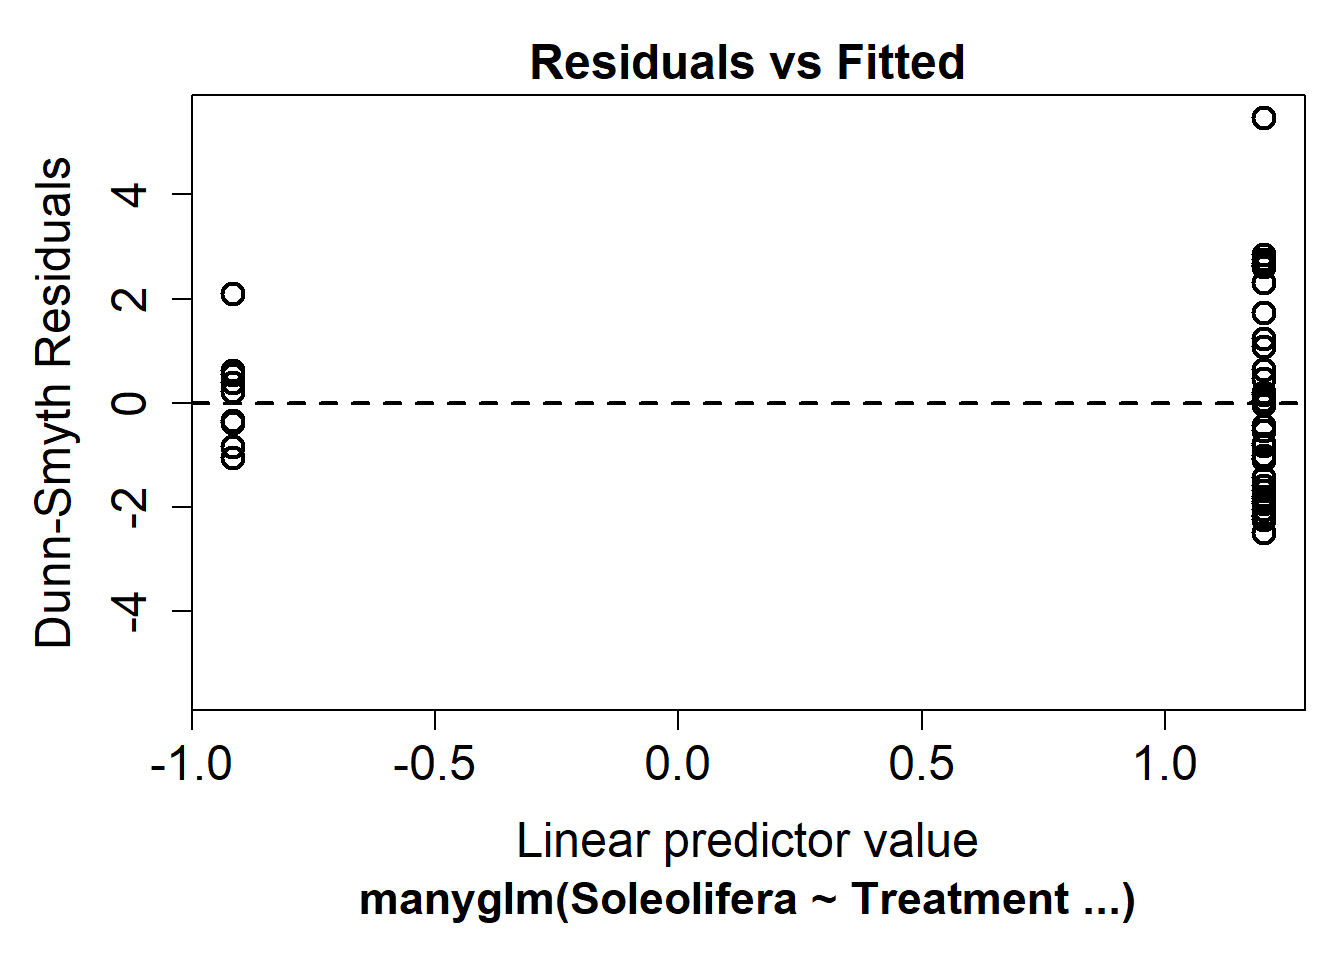 Residuals vs Fitted
Dunn-Smyth Residuals
4
2
0
-2
-4
-1.0 -0.5 0.0 0.5 1.0
Linear predictor value
manyglm(Soleolifera ~ Treatment ...)